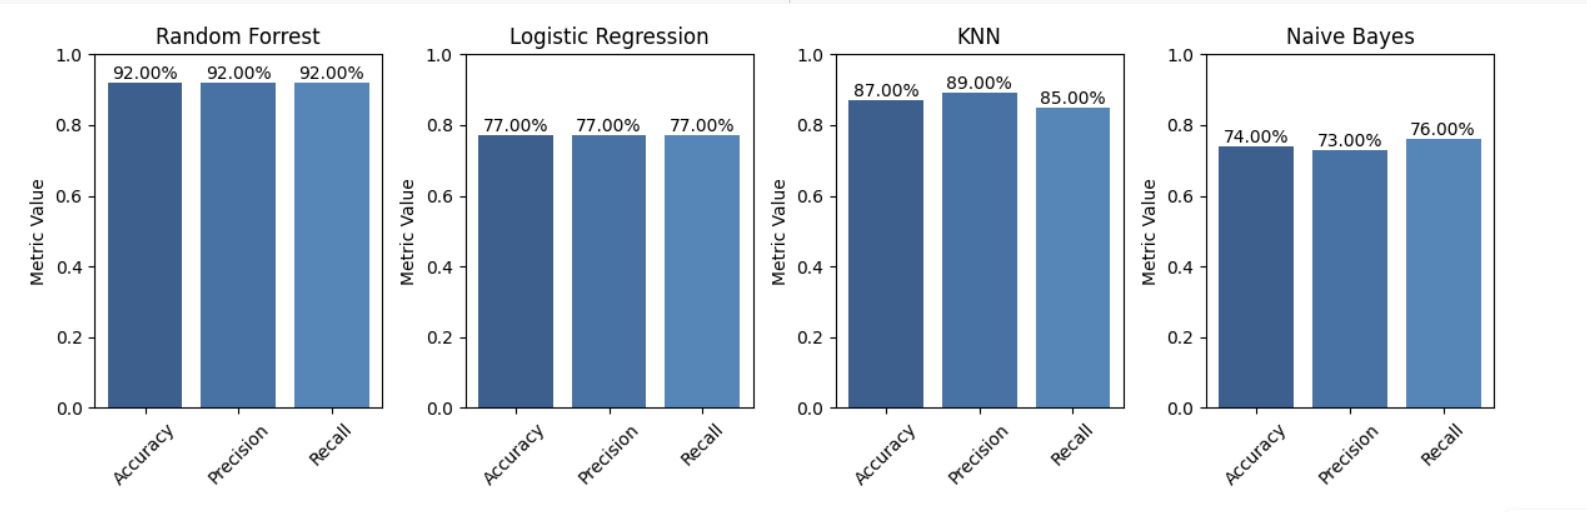 Random Forrest
1.0
0.8
0.6
0.4
0.2
0.0
Metric Value
92.00% 92.00% 92.00%
Accuracy
Precision
Recall
Logistic Regression
1.0
0.8
0.6
0.4
0.2
0.0
Metric Value
77.00% 77.00% 77.00%
Accuracy
Precision
Recall
KNN
1.0
0.8
0.6
0.4
0.2
0.0
Metric Value
87.00% 89.00% 85.00%
Accuracy
Precision
Recall
Naive Bayes
1.0
0.8
0.6
0.4
0.2
0.0
Metric Value
74.00% 73.00% 76.00%
Accuracy
Precision
Recall